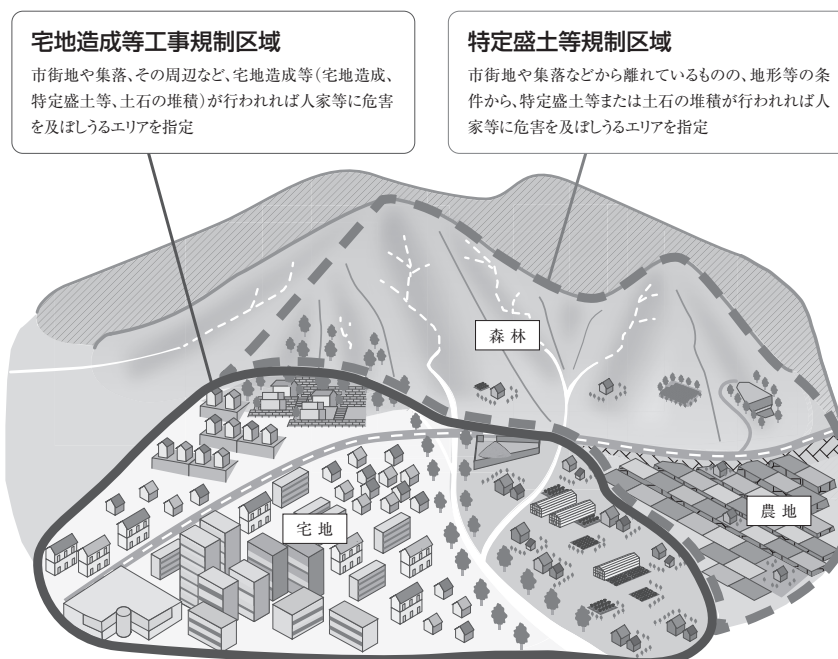 宅地造成等工事規制区域
市街地や集落、その周辺など、宅地造成等（宅地造成、
特定盛土等、土石の堆積）が行われれば人家等に危害
を及ぼしうるエリアを指定
特定盛土等規制区域
市街地や集落などから離れているものの、地形等の条
件から、特定盛土等または土石の堆積が行われれば人
家等に危害を及ぼしうるエリアを指定
森林
宅地
農地